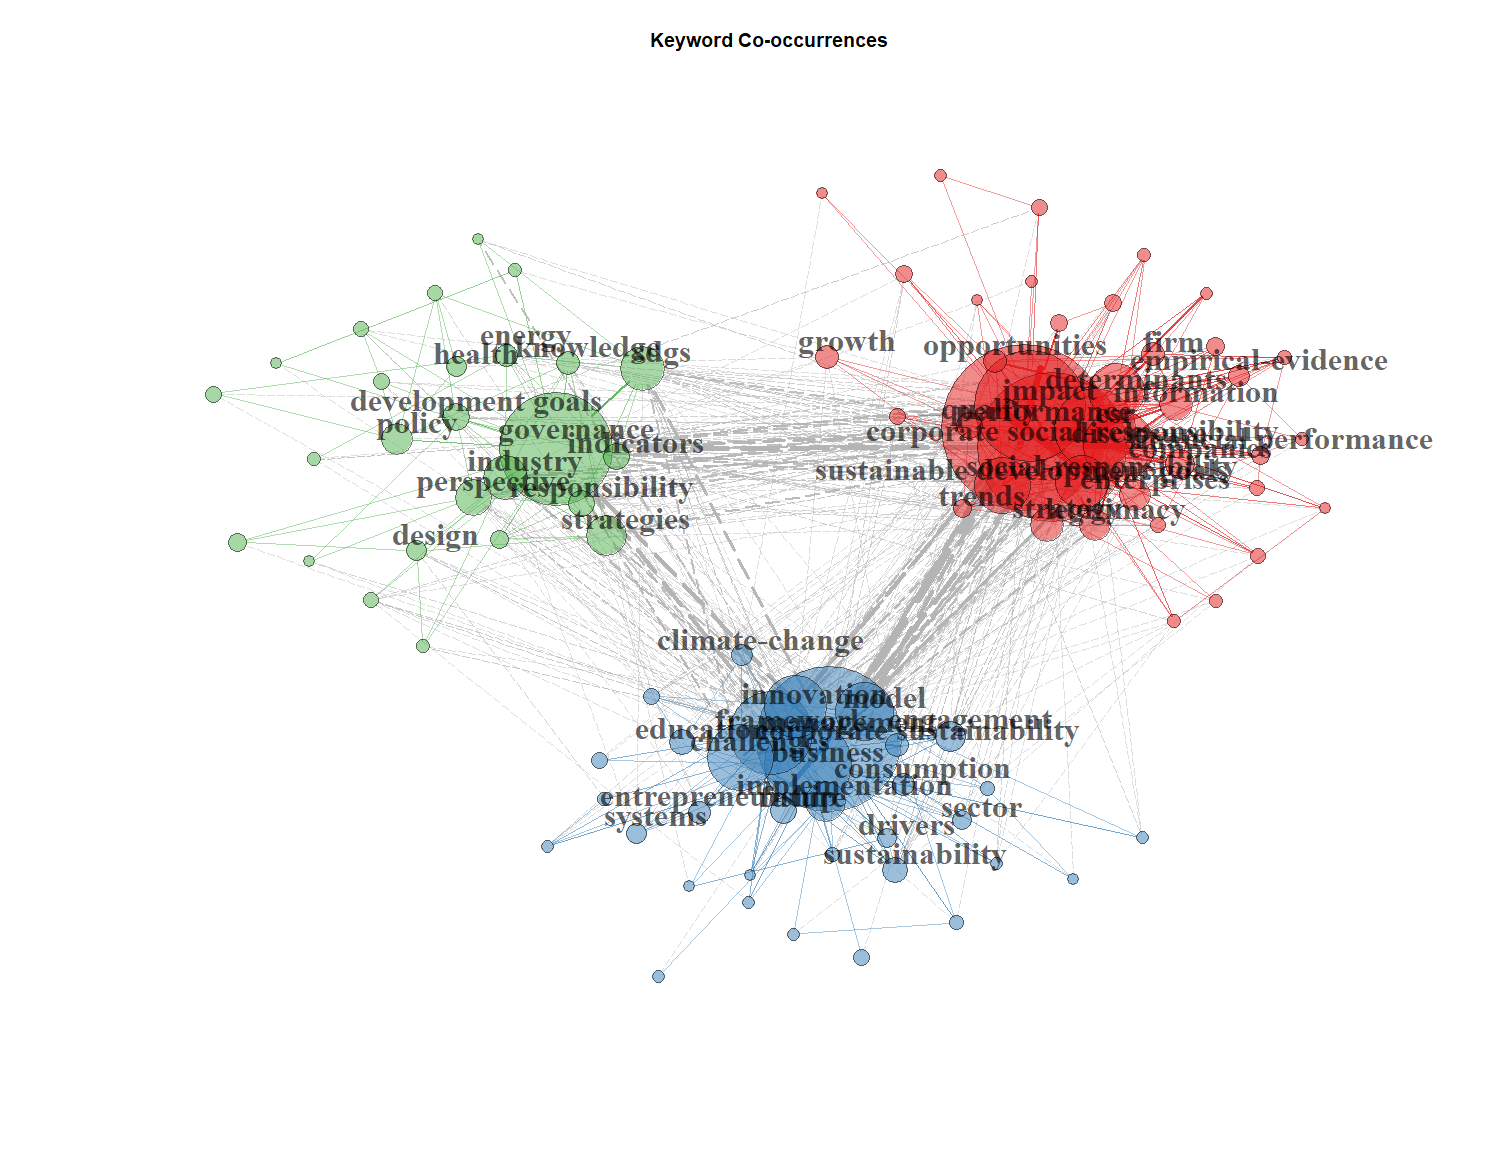 Keyword Co-occurrences
energy
knowledge
sdgs
health
development goals
policy
governance
indicators
industry
perspective
responsibility
strategies
design
growth
opportunities
firm
empirical-evidence
determinants
impact
information
quality
performance
corporate social-responsibility
financial performance
companies
sustainable development
social-responsibility
enterprises
trends
strategy
legitimacy
climate-change
innovation
model
framework
management
engagement
education
corporate sustainability
challenges
business
consumption
implementation
entrepreneurship
future
systems
sector
drivers
sustainability